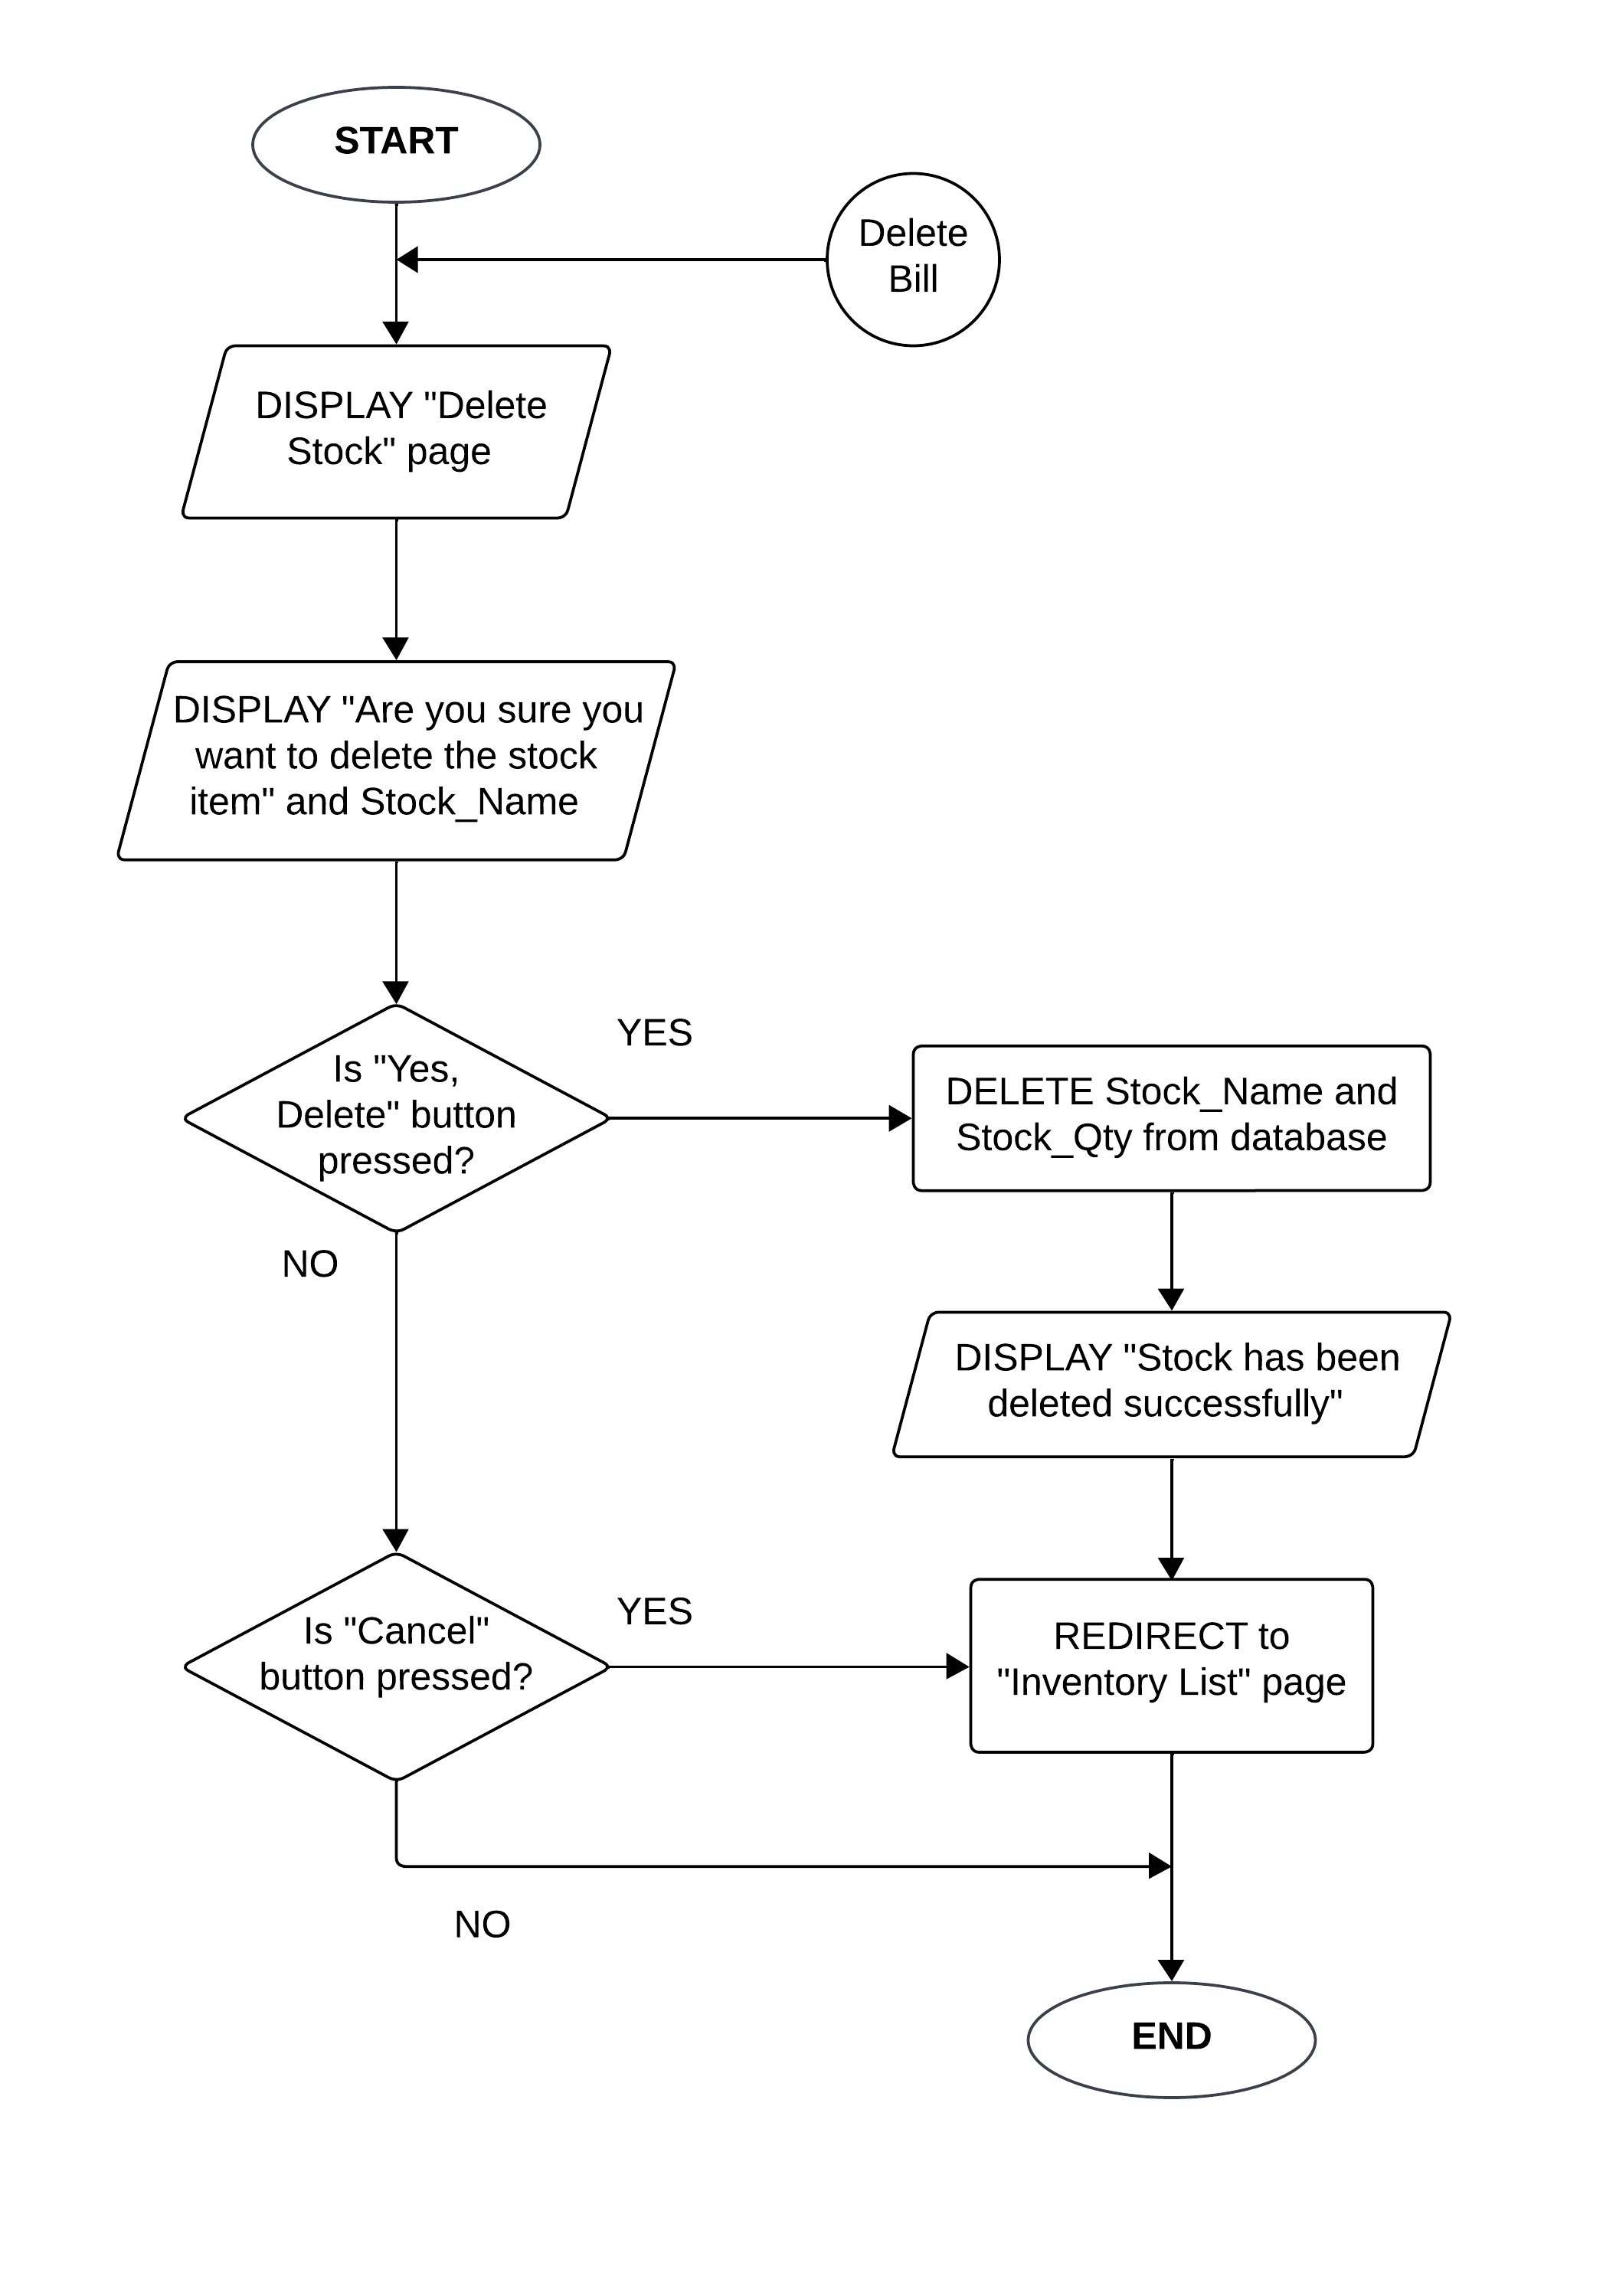 START
Delete
Bill
DISPLAY "Delete
Stock" page
DISPLAY "Are you sure you
want to delete the stock
item" and Stock_Name
Is "Yes,
Delete" button
pressed?
YES
DELETE Stock_Name and
Stock_Qty from database
NO
DISPLAY "Stock has been
deleted successfully"
Is "Cancel"
button pressed?
YES
REDIRECT to
"Inventory List" page
NO
END